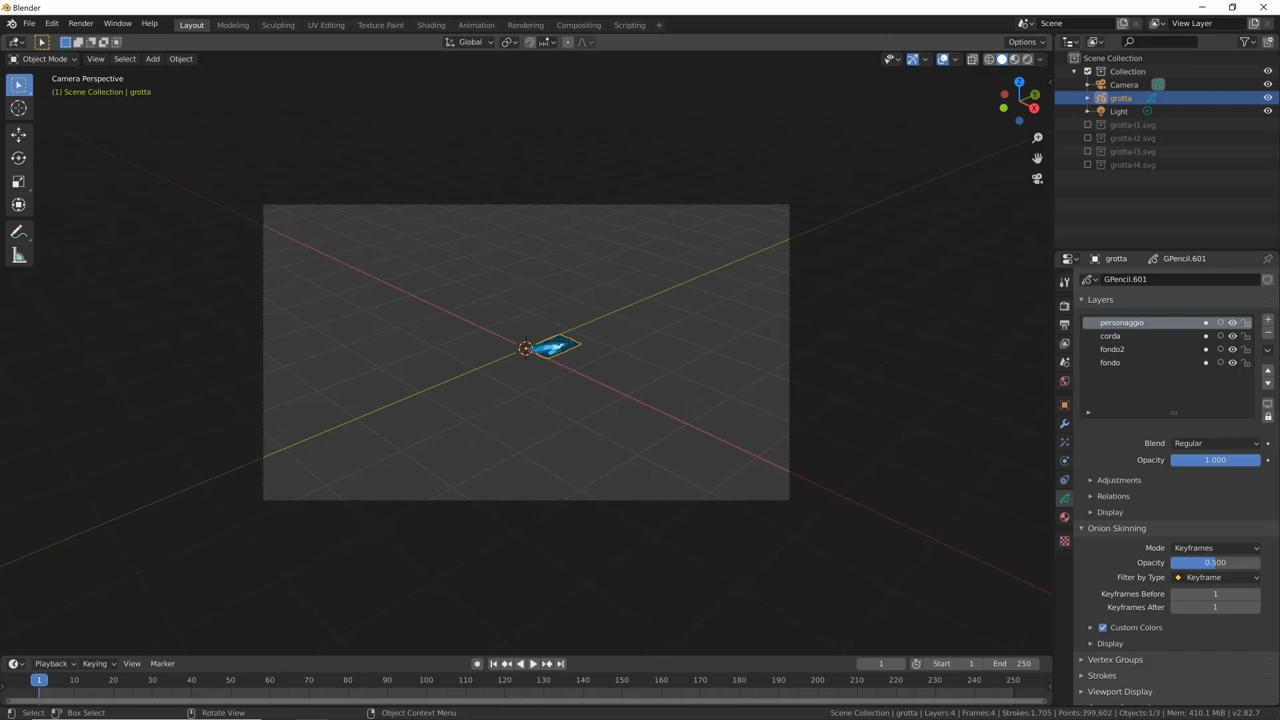 Blender
File Edit Render Window Help Layout Modeling Sculpting UV Editing Texture Paint Shading Animation Rendering Compositing Scripting + Scene View Layer
Global Options
Object Mode View Select Add Object
Camera Perspective
(1) Scene Collection | grotta
Z
Y
X
Scene Collection
Collection
Camera
grotta
Light
grotta-l1.svg
grotta-l2.svg
grotta-l3.svg
grotta-l4.svg
grotta GPencil.601
GPencil.601
Layers
personaggio
corda
fondo2
fondo
Blend Regular
Opacity 1.000
Adjustments
Relations
Display
Onion Skinning
Mode Keyframes
Opacity 0.500
Filter by Type Keyframe
Keyframes Before 1
Keyframes After 1
Custom Colors
Display
Vertex Groups
Strokes
Viewport Display
Playback Keying View Marker 1 Start 1 End 250
1 10 20 30 40 50 60 70 80 90 100 110 120 130 140 150 160 170 180 190 200 210 220 230 240 250
Select Box Select Rotate View Object Context Menu Scene Collection | grotta | Layers:4 | Frames:4 | Strokes:1,705 | Points:399,602 | Objects:1/3 | Mem: 410.1 MiB | v2.82.7